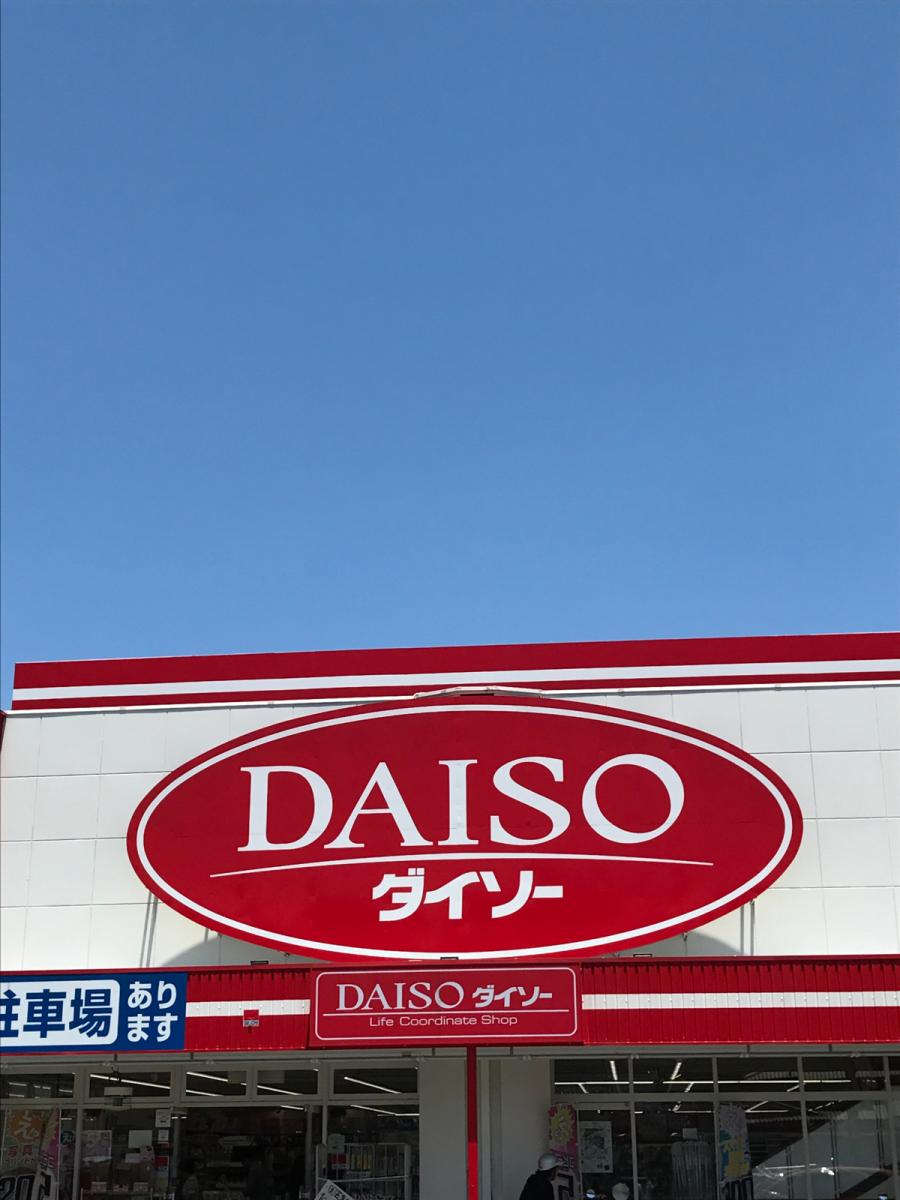 DAISO
ダイソー
駐車場 あり
ます
DAISO ダイソー
Life Coordinate Shop